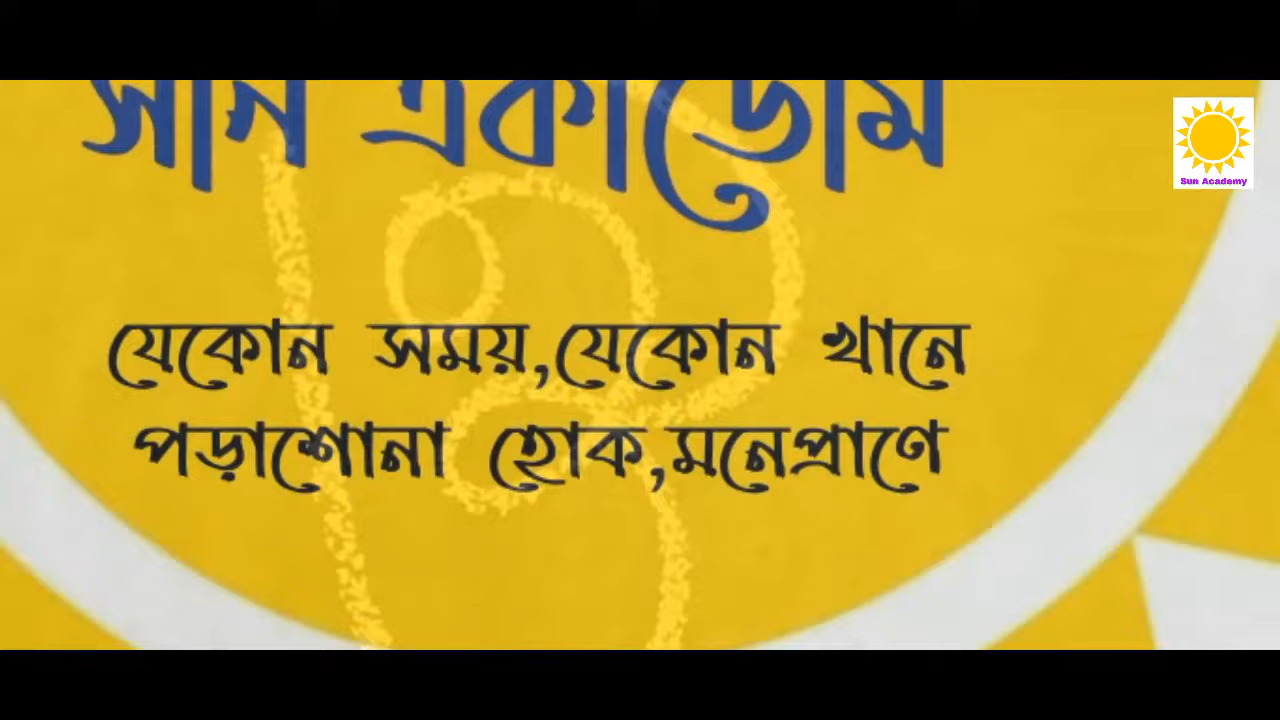 সান একাডেমি
Sun Academy
যেকোন সময়,যেকোন খানে
পড়াশোনা হোক,মনেপ্রাণে